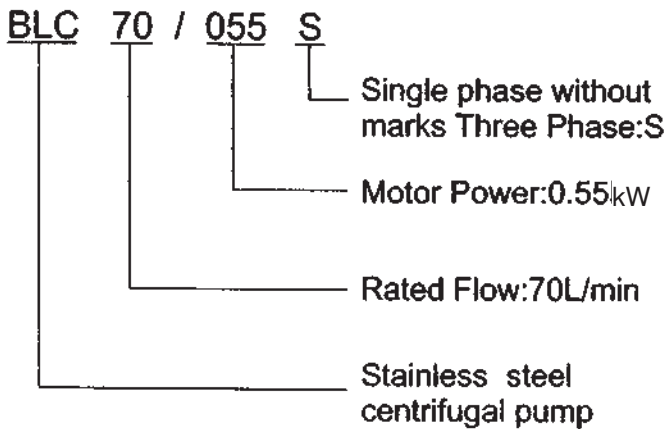 BLC 70 / 055 S
Single phase without
marks Three Phase:S
Motor Power:0.55kW
Rated Flow:70L/min
Stainless steel
centrifugal pump